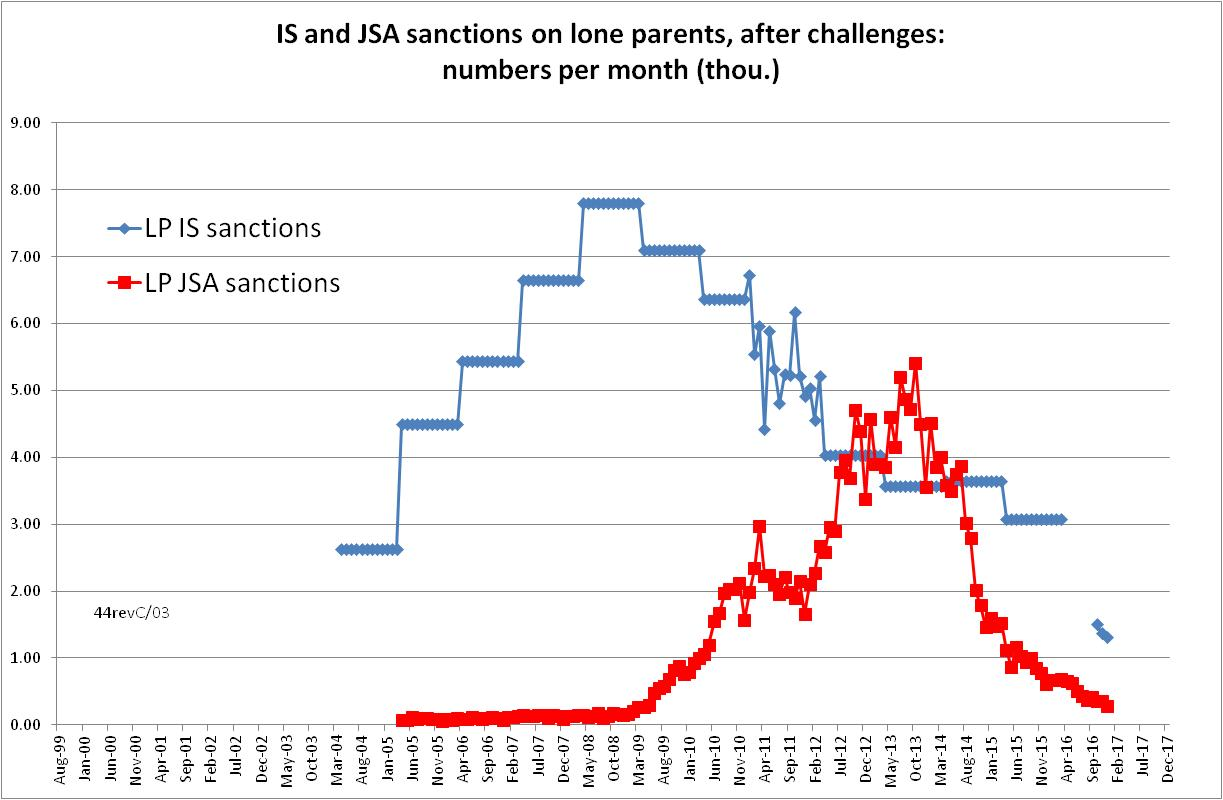 IS and JSA sanctions on lone parents, after challenges:
numbers per month (thou.)
9.00
8.00
7.00
6.00
5.00
4.00
3.00
2.00
1.00
0.00
LP IS sanctions
LP JSA sanctions
44revC/03
Aug-99
Jan-00
Jun-00
Nov-00
Apr-01
Sep-01
Feb-02
Jul-02
Dec-02
May-03
Oct-03
Mar-04
Aug-04
Jan-05
Jun-05
Nov-05
Apr-06
Sep-06
Feb-07
Jul-07
Dec-07
May-08
Oct-08
Mar-09
Aug-09
Jan-10
Jun-10
Nov-10
Apr-11
Sep-11
Feb-12
Jul-12
Dec-12
May-13
Oct-13
Mar-14
Aug-14
Jan-15
Jun-15
Nov-15
Apr-16
Sep-16
Feb-17
Jul-17
Dec-17